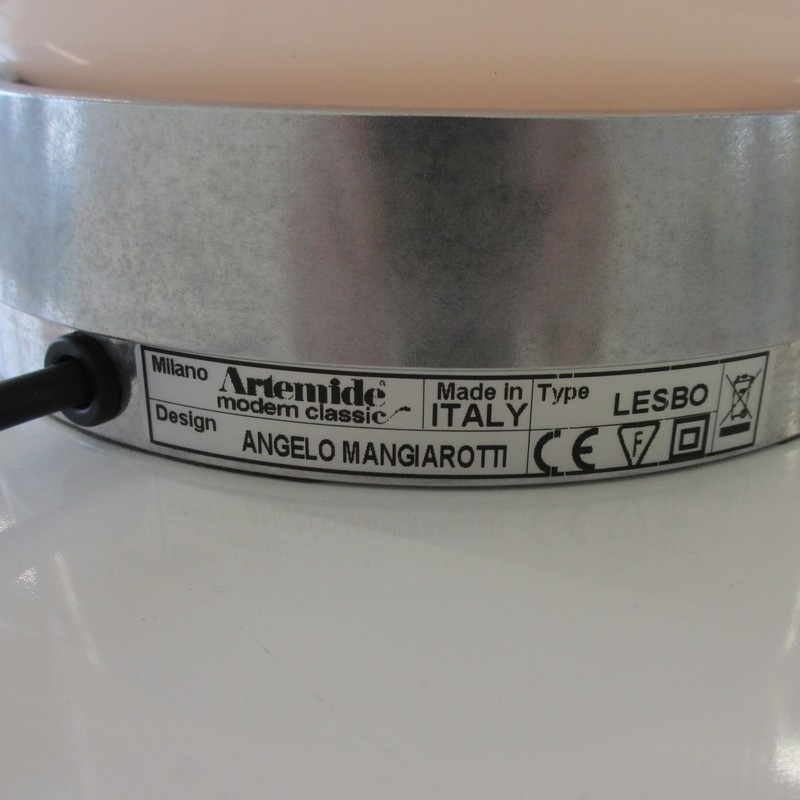 Milano Artemide®
modern classic
Made in
ITALY
Type LESBO
Design ANGELO MANGIAROTTI
CE F